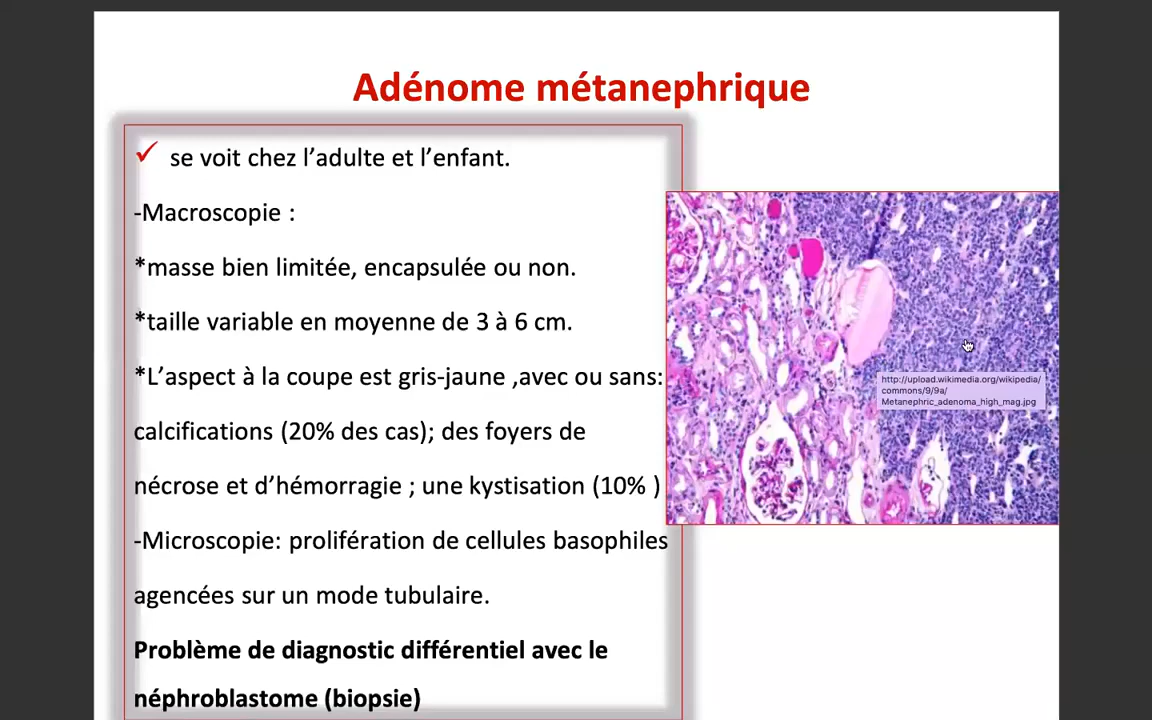 Adénome métanephrique
✓ se voit chez l’adulte et l’enfant.
-Macroscopie :
*masse bien limitée, encapsulée ou non.
*taille variable en moyenne de 3 à 6 cm.
*L’aspect à la coupe est gris-jaune ,avec ou sans:
calcifications (20% des cas); des foyers de
nécrose et d’hémorragie ; une kystisation (10% )
-Microscopie: prolifération de cellules basophiles
agencées sur un mode tubulaire.
Problème de diagnostic différentiel avec le
néphroblastome (biopsie)
http://upload.wikimedia.org/wikipedia/
commons/9/9a/
Metanephric_adenoma_high_mag.jpg